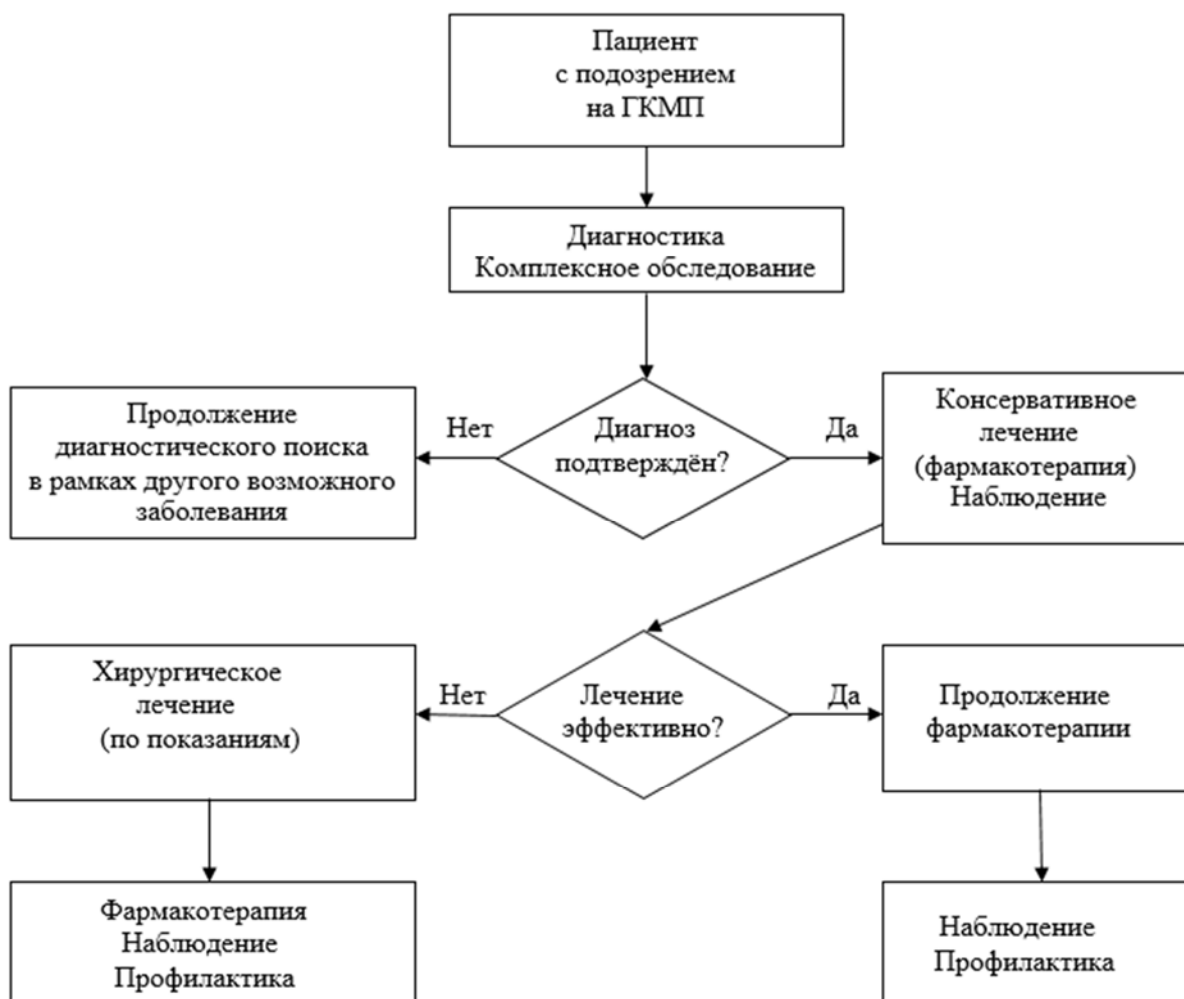 Пациент
с подозрением
на ГКМП
Диагностика
Комплексное обследование
Продолжение
диагностического поиска
в рамках другого возможного
заболевания
Нет
Диагноз
подтверждён?
Да
Консервативное
лечение
(фармакотерапия)
Наблюдение
Хирургическое
лечение
(по показаниям)
Нет
Лечение
эффективно?
Да
Продолжение
фармакотерапии
Фармакотерапия
Наблюдение
Профилактика
Наблюдение
Профилактика